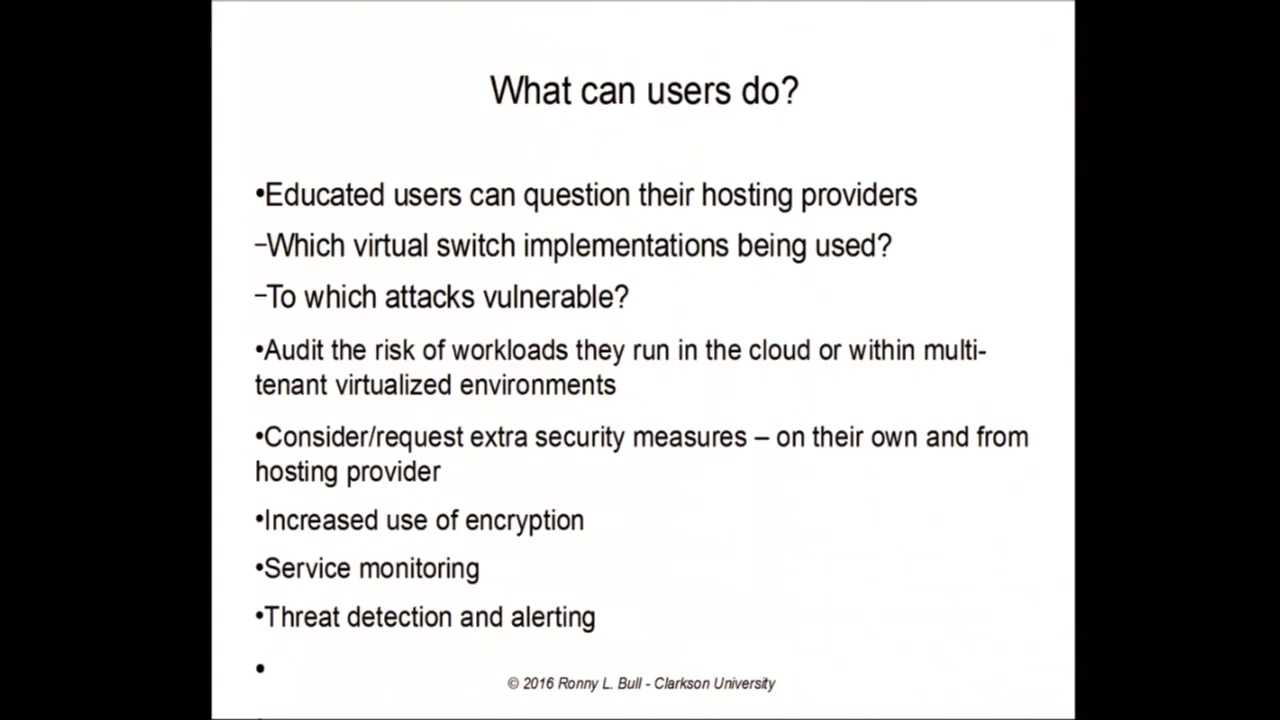 What can users do?
•Educated users can question their hosting providers
–Which virtual switch implementations being used?
–To which attacks vulnerable?
•Audit the risk of workloads they run in the cloud or within multi-
tenant virtualized environments
•Consider/request extra security measures – on their own and from
hosting provider
•Increased use of encryption
•Service monitoring
•Threat detection and alerting
•
© 2016 Ronny L. Bull - Clarkson University